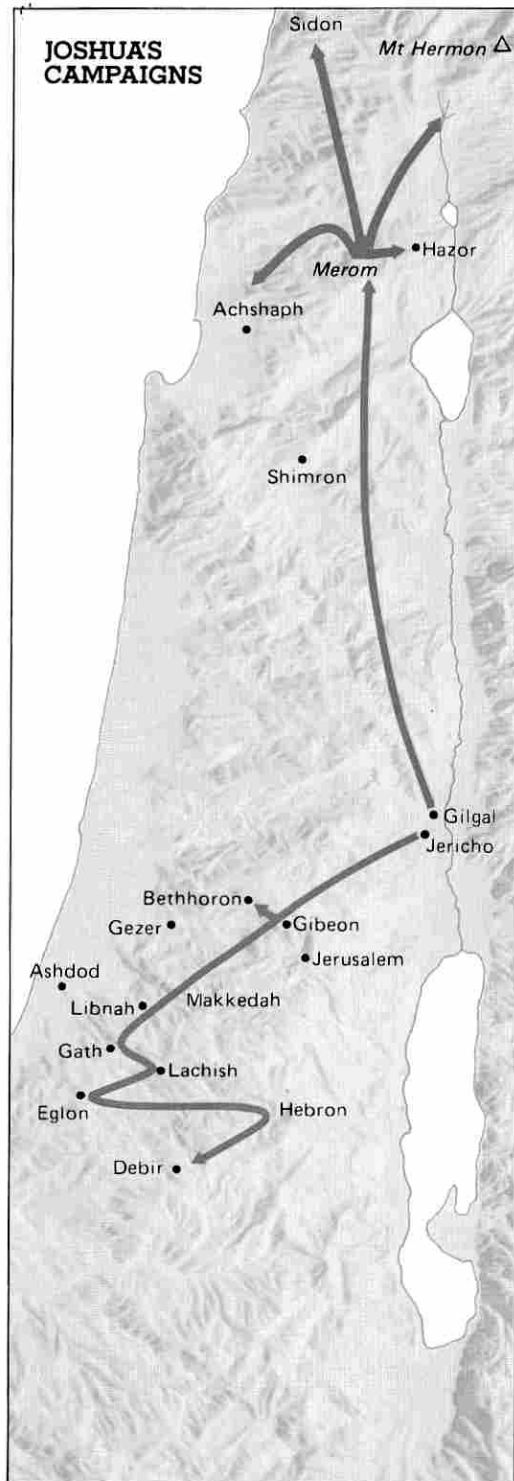 JOSHUA'S
CAMPAIGNS
Sidon
Mt Hermon
Hazor
Merom
Achshaph
Shimron
Gilgal
Jericho
Bethhoron
Gezer
Gibeon
Jerusalem
Ashdod
Makkedah
Libnah
Gath
Lachish
Eglon
Hebron
Debir